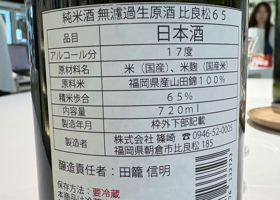 純米酒 無濾過生原酒 比良松65
日本酒
アルコール分 17度
原材料名 米(国産)、米麹(国産米)
原料米 福岡県産山田錦100%
精米歩合 65%
内容量 720ml
製造年月 枠外下部記載
製造者 株式会社 篠崎 ☎0946-52-0005
福岡県朝倉市比良松185
醸造責任者:田籠 信明
保存方法:要冷蔵